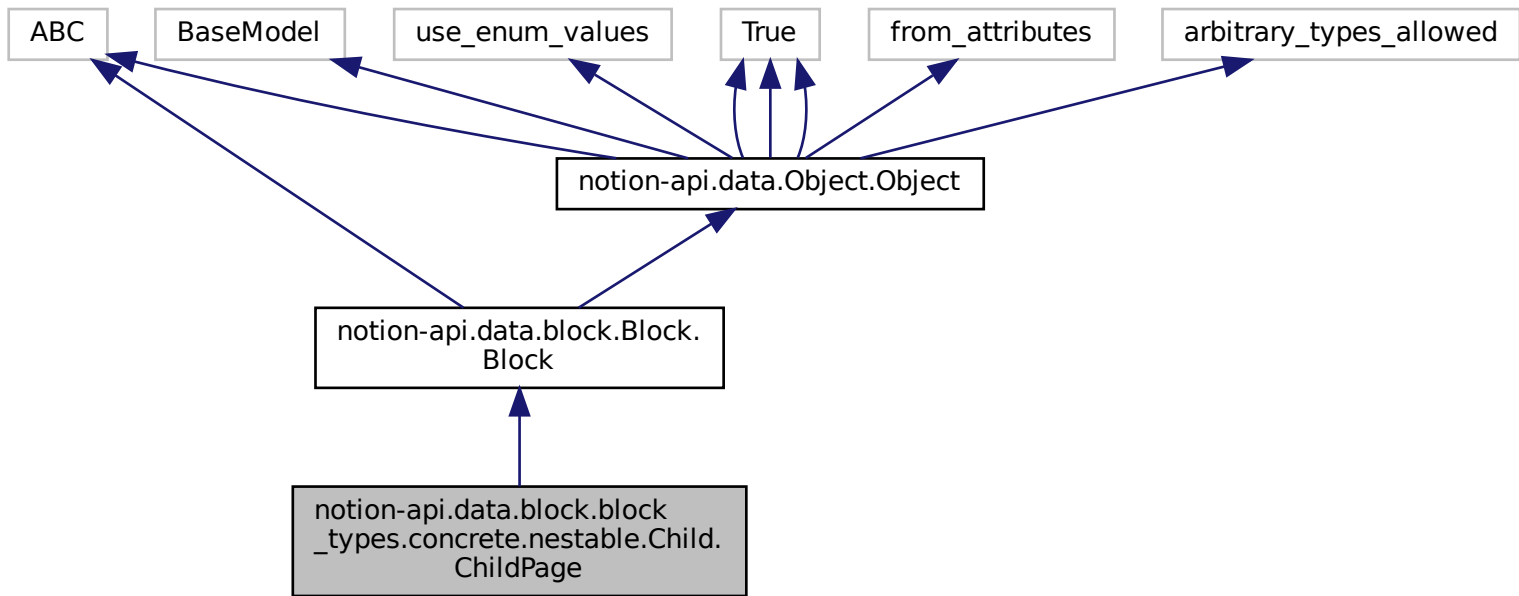 ABC
BaseModel
use_enum_values
True
from_attributes
arbitrary_types_allowed
notion-api.data.Object.Object
notion-api.data.block.Block.
Block
notion-api.data.block.block
_types.concrete.nestable.Child.
ChildPage